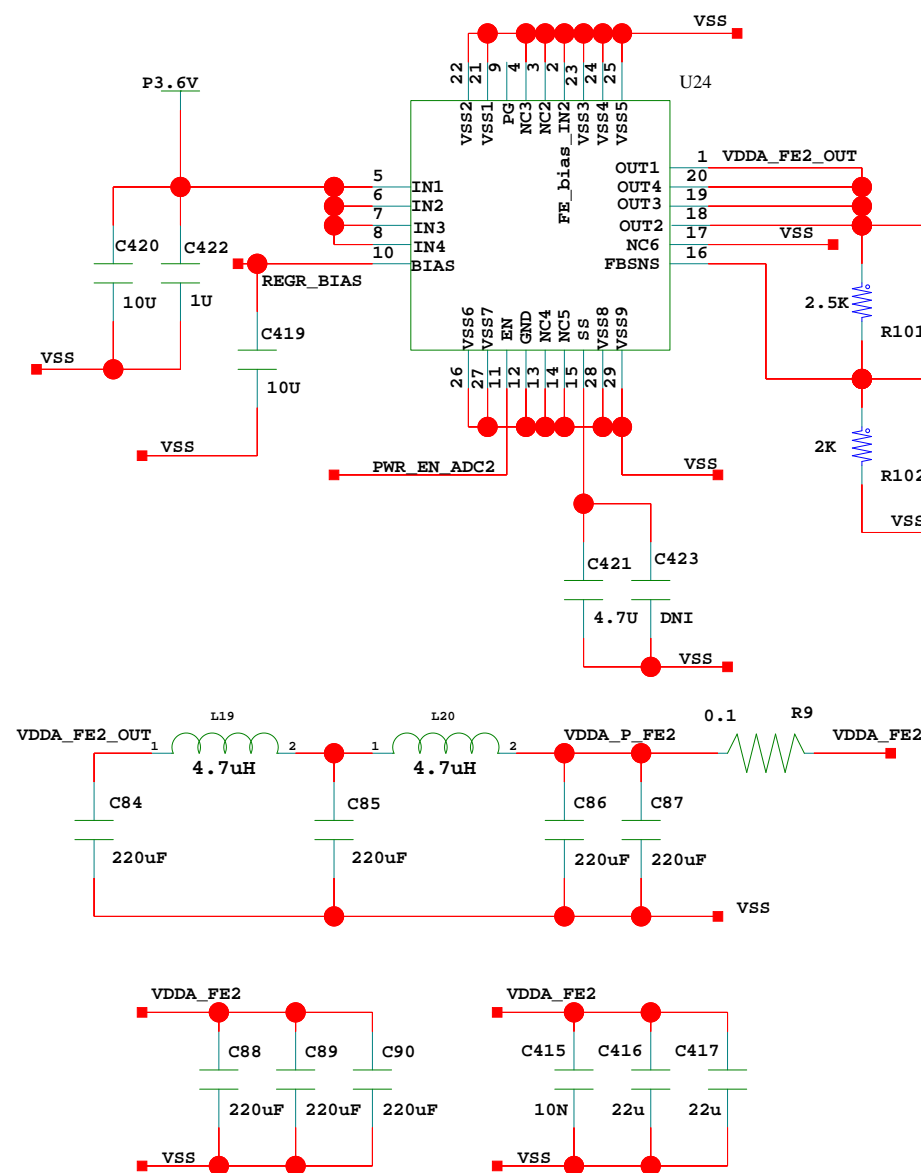 VSS
22
21
9
4
3
2
23
24
25
U24
P3.6V
VSS2
VSS1
PG
NC3
NC2
FE_bias_IN2
VSS3
VSS4
VSS5
5
IN1
6
IN2
7
IN3
8
IN4
10
BIAS
OUT1
1
VDDA_FE2_OUT
OUT4
20
OUT3
19
OUT2
18
NC6
17
VSS
FBSNS
16
C420
10U
C422
1U
REGR_BIAS
VSS
C419
10U
VSS
2.5K
R101
2K
R102
VSS
VSS6
VSS7
EN
GND
NC4
NC5
SS
VSS8
VSS9
26
27
11
12
13
14
15
28
29
PWR_EN_ADC2
VSS
C421
4.7U
C423
DNI
VSS
VDDA_FE2_OUT
1
L19
2
4.7uH
1
L20
2
4.7uH
VDDA_P_FE2
0.1
R9
VDDA_FE2
C84
220uF
C85
220uF
C86
220uF
C87
220uF
VSS
VDDA_FE2
C88
220uF
C89
220uF
C90
220uF
VSS
VDDA_FE2
C415
10N
C416
22u
C417
22u
VSS